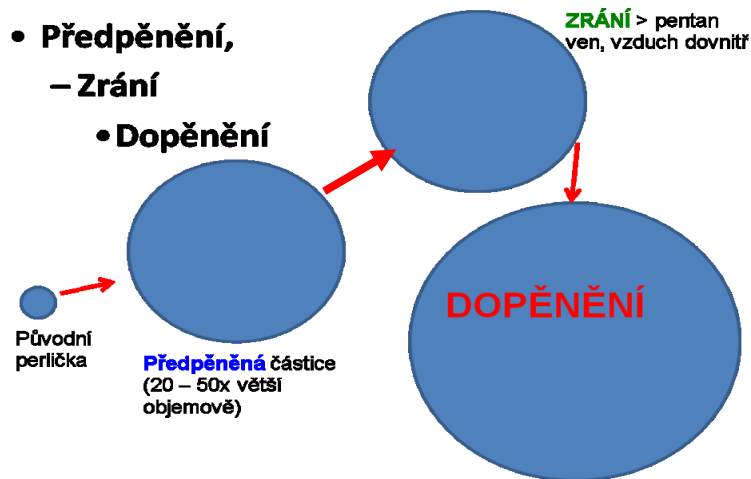 • Předpěnění,
– Zrání
• Dopěnění
ZRÁNÍ > pentan
ven, vzduch dovnitř
Původní
perlička
Předpěněná částice
(20 – 50x větší
objemově)
DOPĚNĚNÍ